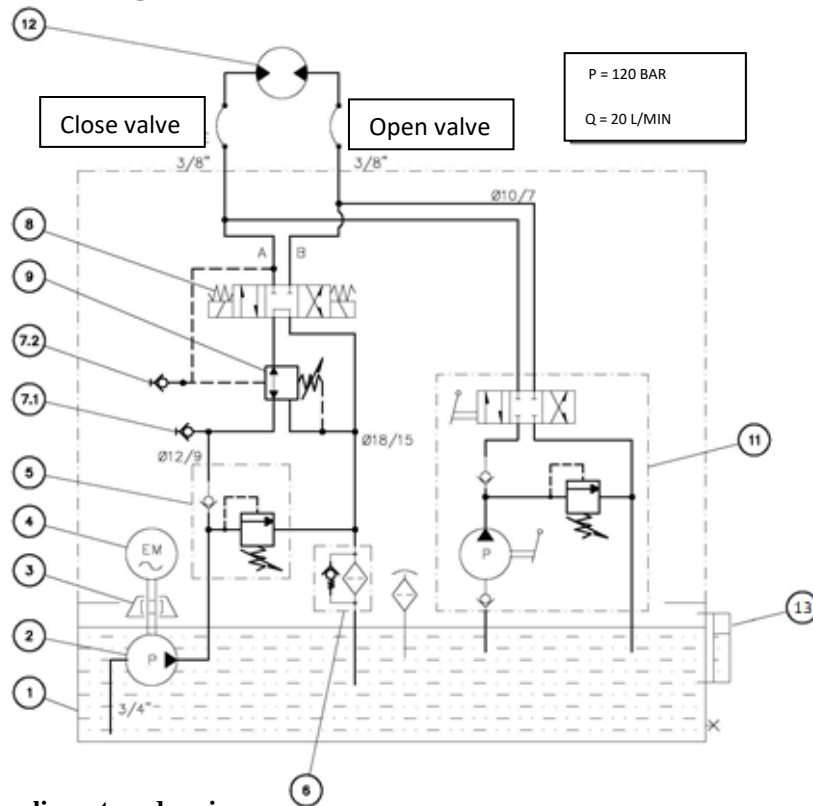 12
P = 120 BAR
Q = 20 L/MIN
Close valve
Open valve
3/8"
3/8"
Ø10/7
8
A
B
9
7.2
7.1
Ø12/9
Ø18/15
11
5
4
EM
3
P
13
2
P
1
3/4"
6